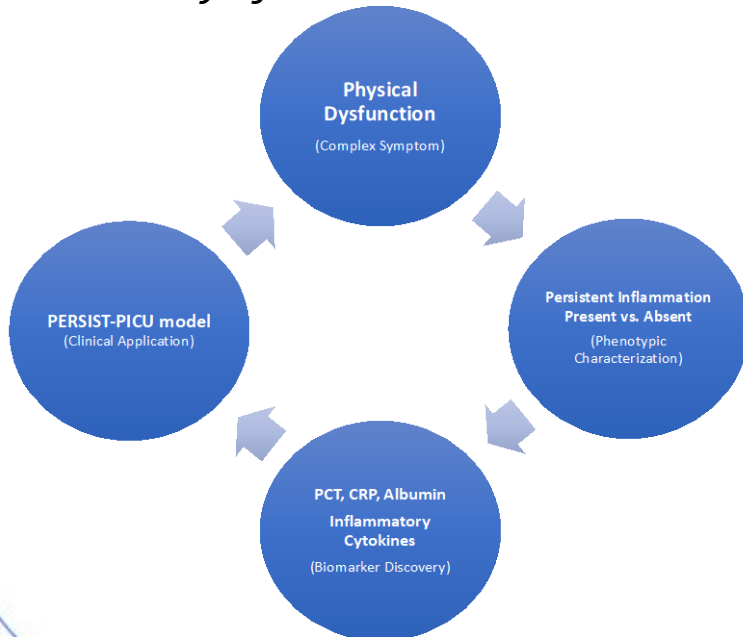 Physical
Dysfunction
(Complex Symptom)
Persistent Inflammation
Present vs. Absent
(Phenotypic
Characterization)
PCT, CRP, Albumin
Inflammatory
Cytokines
(Biomarker Discovery)
PERSIST-PICU model
(Clinical Application)